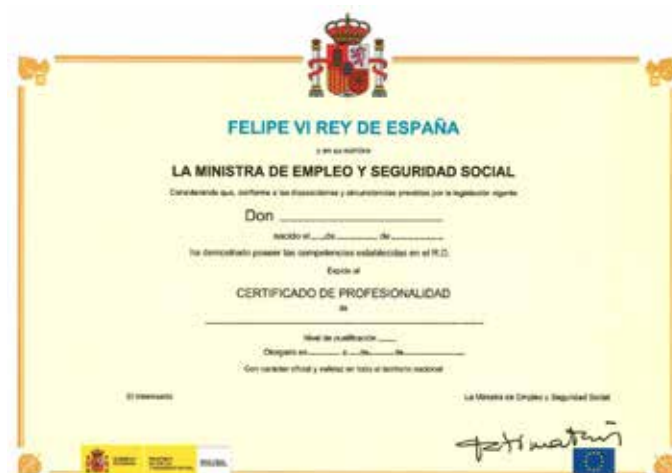 FELIPE VI REY DE ESPAÑA
y en su nombre
LA MINISTRA DE EMPLEO Y SEGURIDAD SOCIAL
Considerando que, conforme a las disposiciones y circunstancias previstas por la legislación vigente
Don
nacido el de de
ha demostrado poseer las competencias establecidas en el R.D.
Expide el
CERTIFICADO DE PROFESIONALIDAD
de
Nivel de cualificación
Otorgado en a de de
Con carácter oficial y validez en todo el territorio nacional
El Interesado
La Ministra de Empleo y Seguridad Social